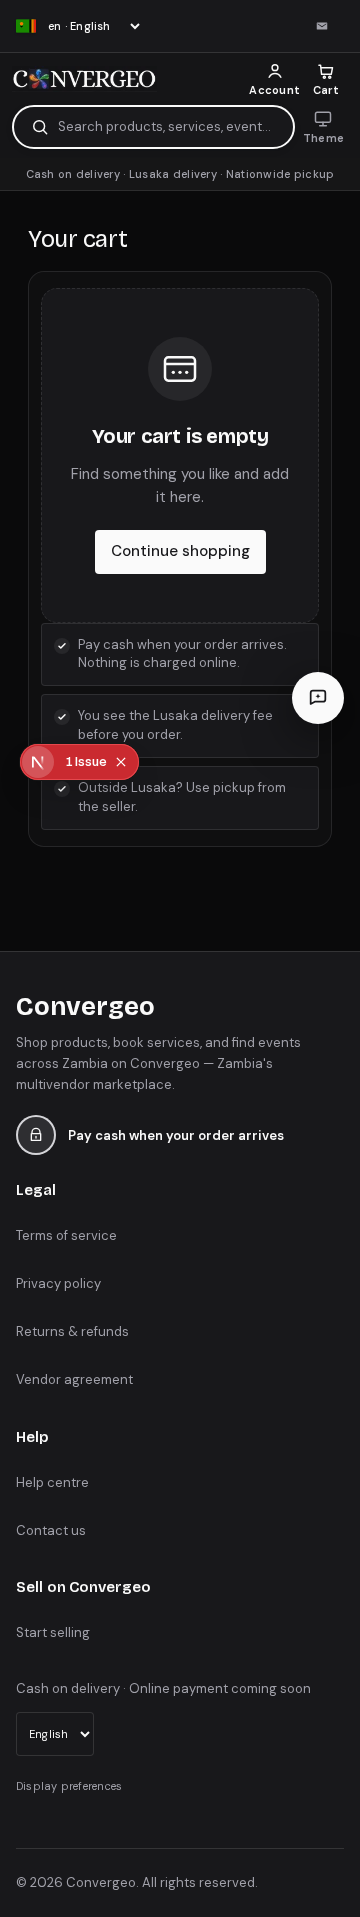 en · English
CONVERGEO
Account
Cart
Search products, services, event...
Theme
Cash on delivery · Lusaka delivery · Nationwide pickup
Your cart
Your cart is empty
Find something you like and add
it here.
Continue shopping
Pay cash when your order arrives.
Nothing is charged online.
You see the Lusaka delivery fee
before you order.
N
1 Issue
Outside Lusaka? Use pickup from
the seller.
Convergeo
Shop products, book services, and find events
across Zambia on Convergeo — Zambia's
multivendor marketplace.
Pay cash when your order arrives
Legal
Terms of service
Privacy policy
Returns & refunds
Vendor agreement
Help
Help centre
Contact us
Sell on Convergeo
Start selling
Cash on delivery · Online payment coming soon
English
Display preferences
© 2026 Convergeo. All rights reserved.